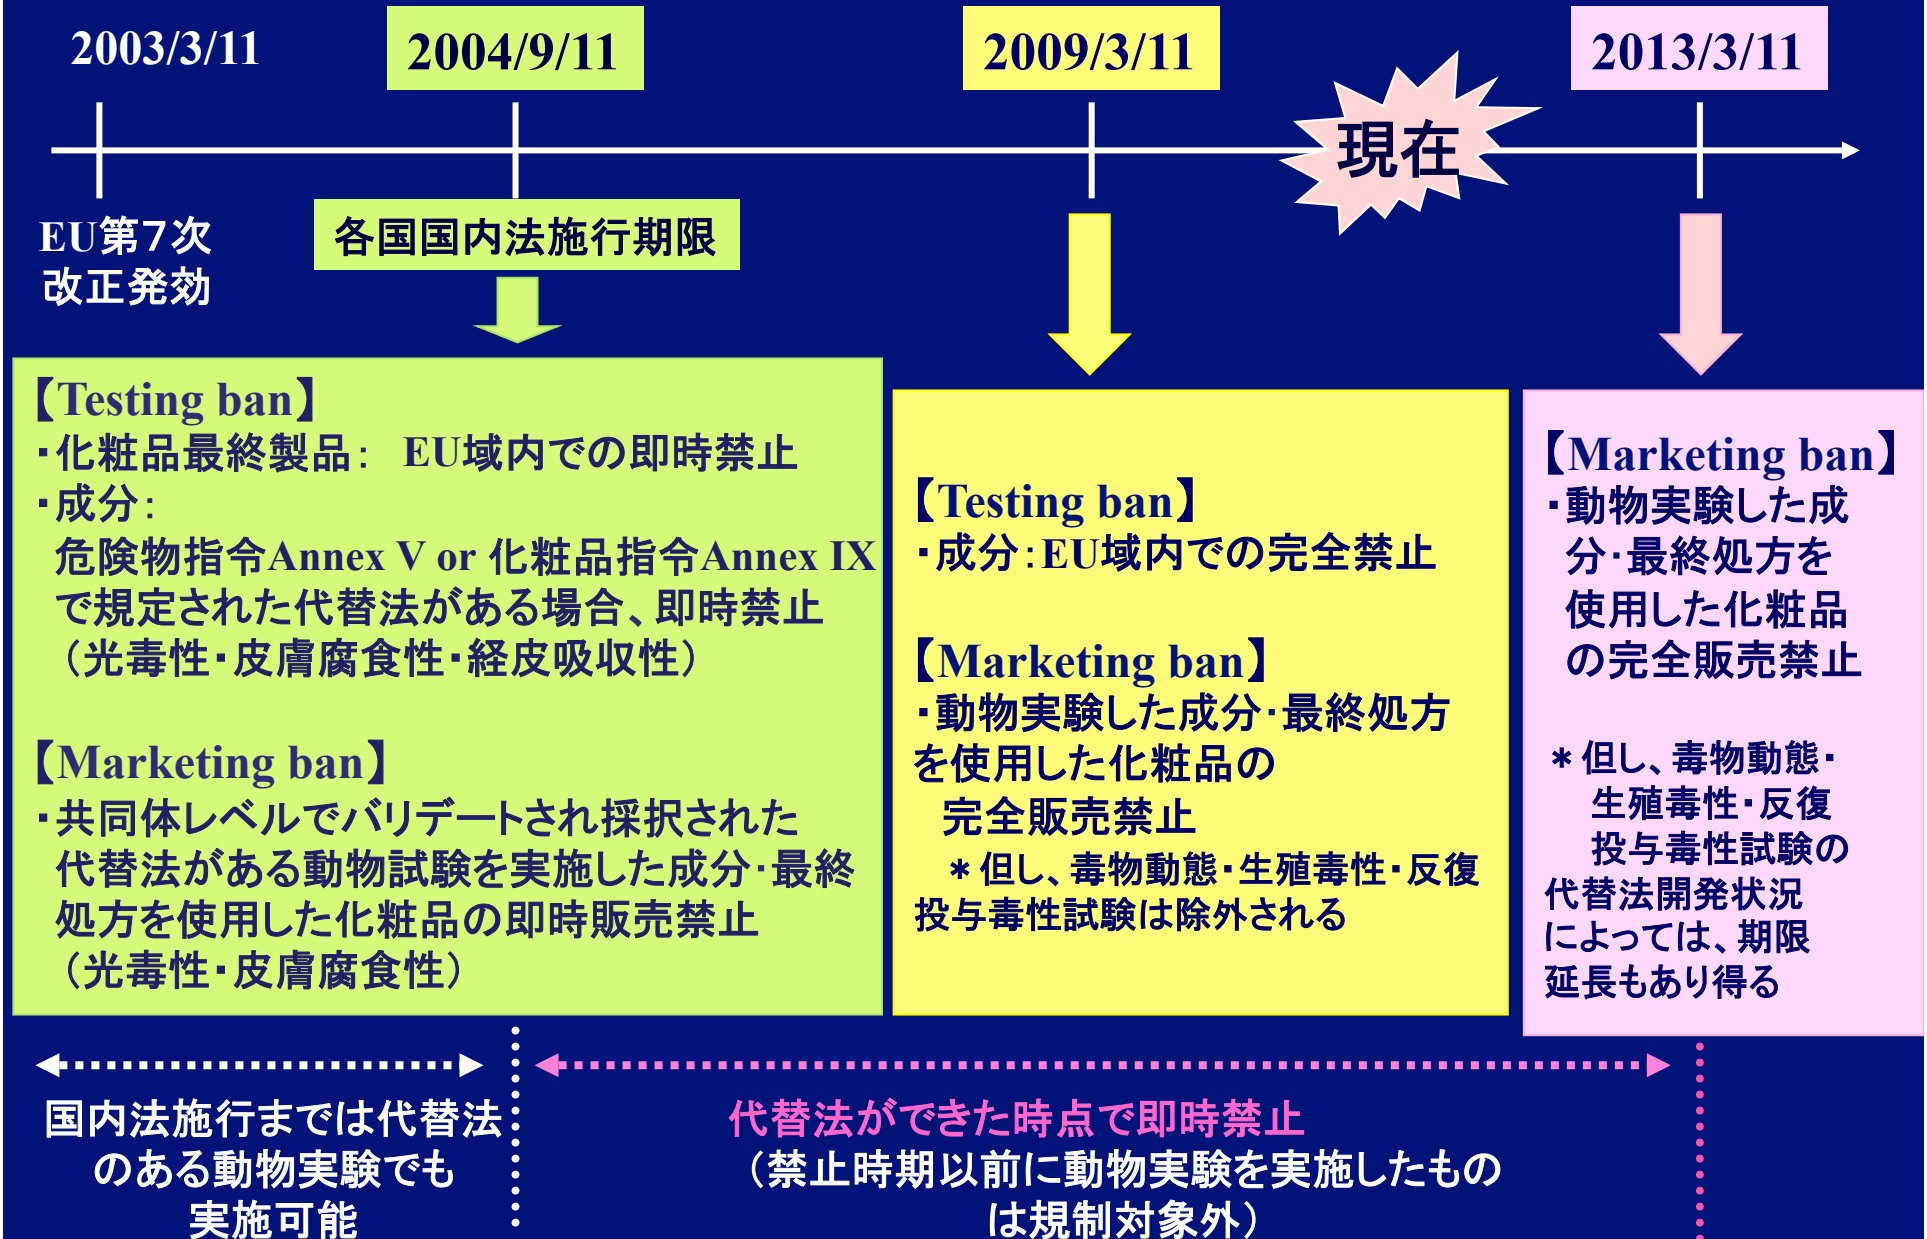 2003/3/11
2004/9/11
2009/3/11
2013/3/11
現在
EU第７次
改正発効
各国国内法施行期限
【Testing ban】
・化粧品最終製品： EU域内での即時禁止
・成分：
危険物指令Annex V or 化粧品指令Annex IX
で規定された代替法がある場合、即時禁止
（光毒性・皮膚腐食性・経皮吸収性）
【Marketing ban】
・共同体レベルでバリデートされ採択された
代替法がある動物試験を実施した成分・最終
処方を使用した化粧品の即時販売禁止
（光毒性・皮膚腐食性）
【Testing ban】
・成分：EU域内での完全禁止
【Marketing ban】
・動物実験した成分・最終処方
を使用した化粧品の
完全販売禁止
＊但し、毒物動態・生殖毒性・反復
投与毒性試験は除外される
【Marketing ban】
・動物実験した成
分・最終処方を
使用した化粧品
の完全販売禁止
＊但し、毒物動態・
生殖毒性・反復
投与毒性試験の
代替法開発状況
によっては、期限
延長もあり得る
国内法施行までは代替法
のある動物実験でも
実施可能
代替法ができた時点で即時禁止
（禁止時期以前に動物実験を実施したもの
は規制対象外）